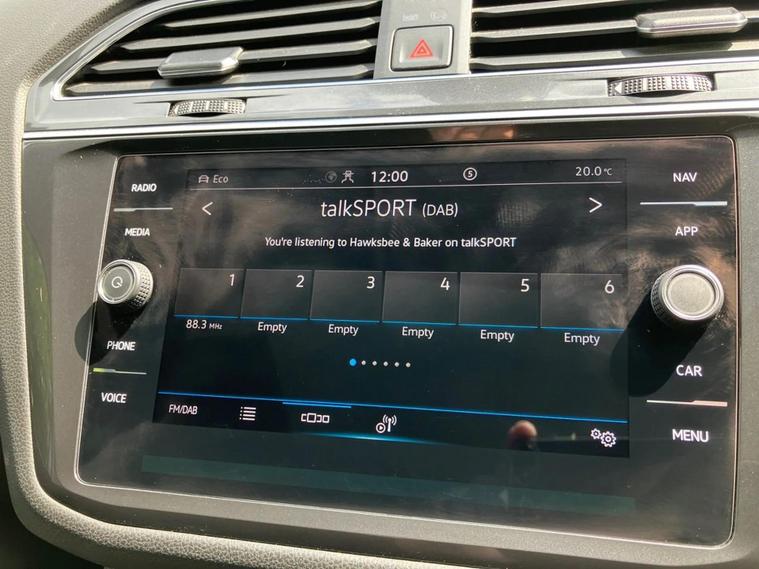 RADIO
MEDIA
PHONE
VOICE
Eco
12:00
5
20.0 °C
< talkSPORT (DAB) >
You're listening to Hawksbee & Baker on talkSPORT
1 2 3 4 5 6
88.3 MHz Empty Empty Empty Empty Empty
FM/DAB
NAV
APP
CAR
MENU